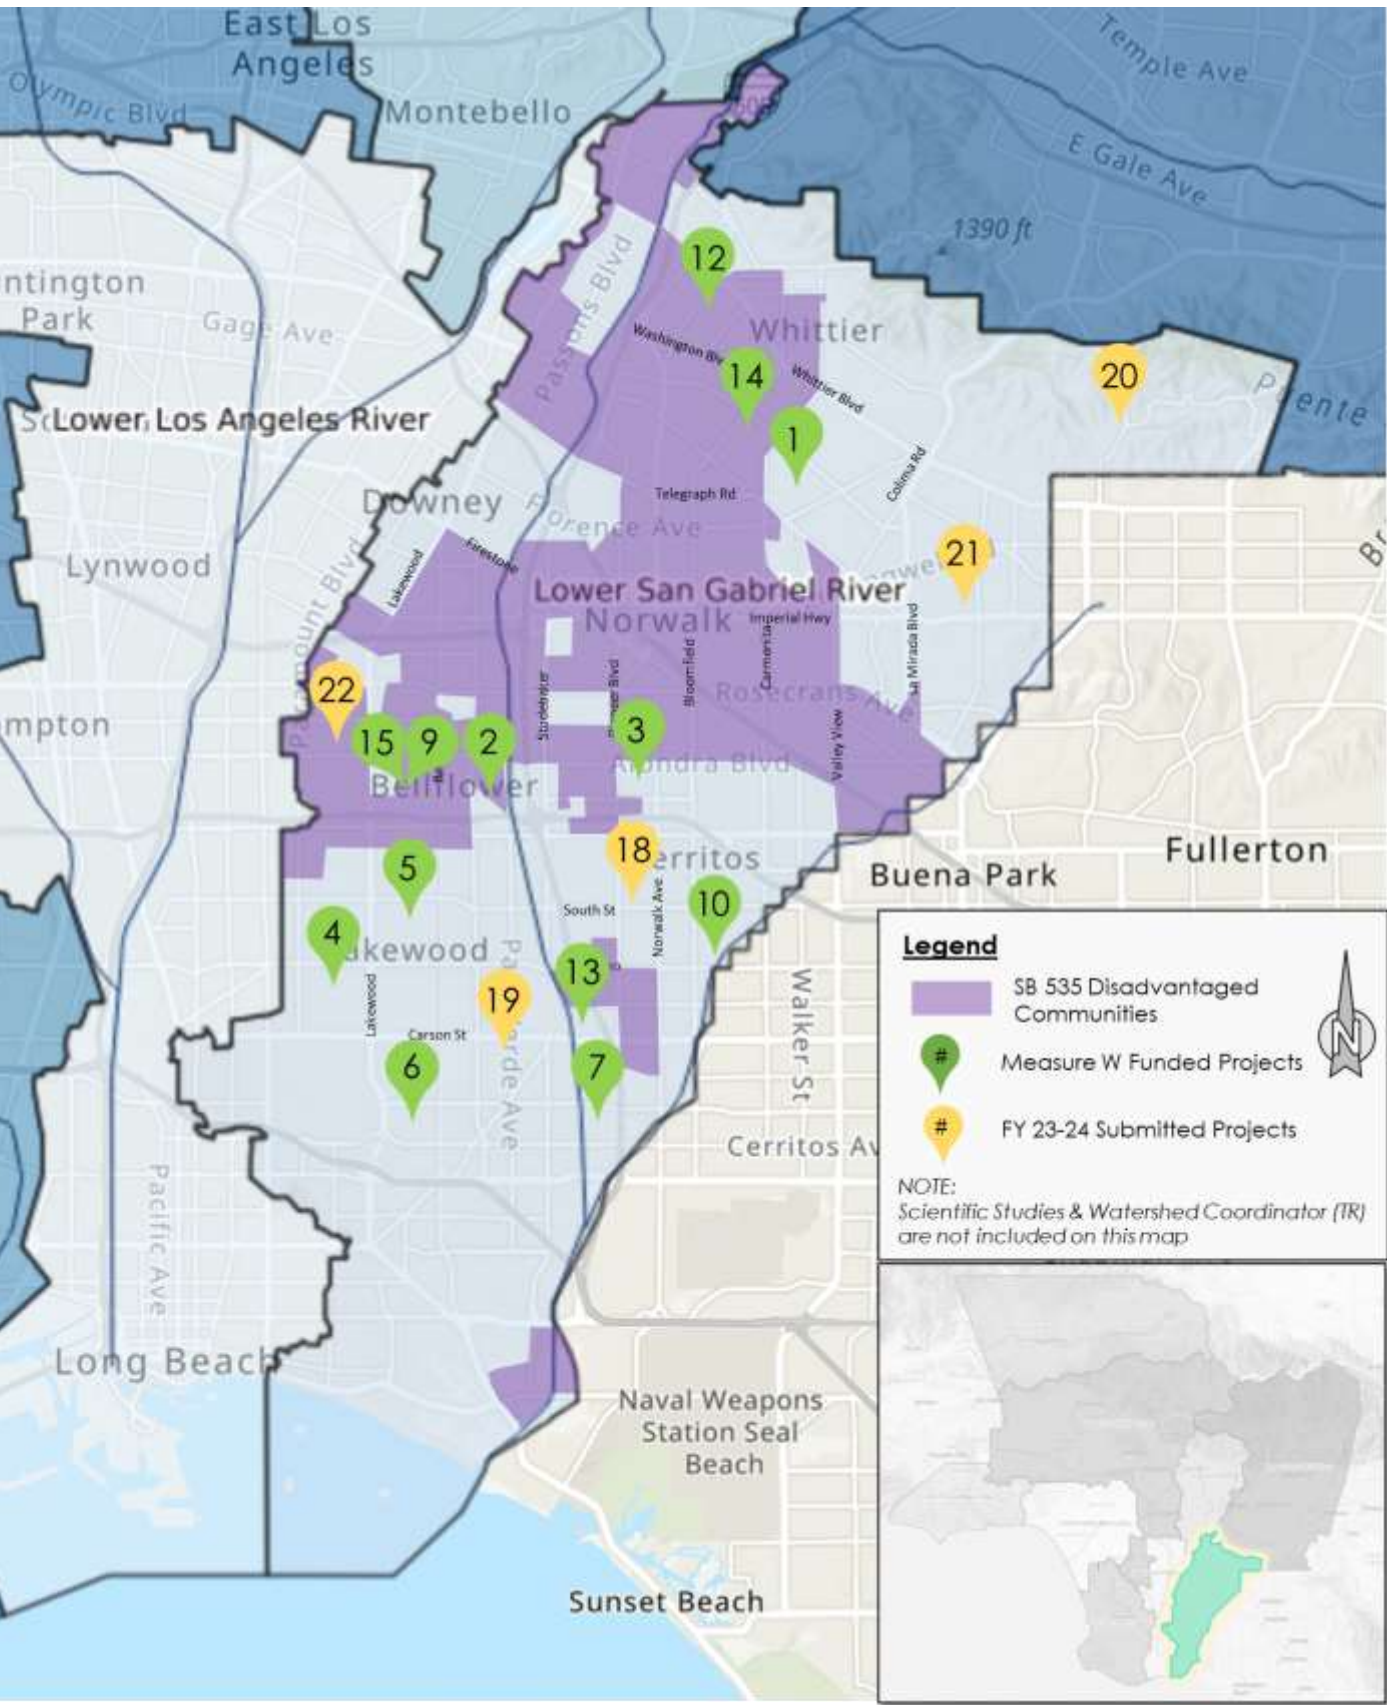 East Los
Angeles
Olympic Blvd
Montebello
Temple Ave
E Gale Ave
605
1390 ft
12
ntington
Park
Gage Ave
Passons Blvd
Washington
Whittier
14
Whittier Blvd
20
Puente
1
Lower Los Angeles River
Colima Rd
Telegraph Rd
Downey
Florence Ave
Lynwood
Paramount Blvd
Lakewood
Firestone
21
Lower San Gabriel River
Norwalk
Imperial Hwy
Carmenita
Bloomfield
La Mirada Blvd
Studebaker
Rosecrans Ave
Valley View
22
mpton
15
9
2
3
Bellflower
Alondra Blvd
18
erritos
5
Fullerton
Buena Park
South St
Norwalk Ave
10
4
akewood
13
19
Lakewood
Carson St
6
7
Walker St
arde Ave
Cerritos Av
Pacific Ave
Long Beach
Naval Weapons
Station Seal
Beach
Sunset Beach
Legend
SB 535 Disadvantaged
Communities
# Measure W Funded Projects
# FY 23-24 Submitted Projects
N
NOTE:
Scientific Studies & Watershed Coordinator (TR)
are not included on this map